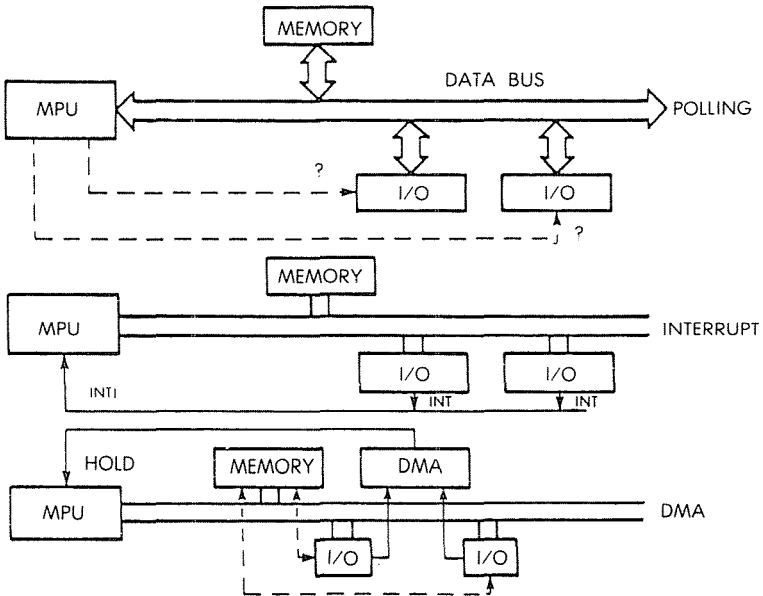 MEMORY
DATA BUS
MPU
POLLING
?
I/O
I/O
?
MEMORY
MPU
INTERRUPT
I/O
I/O
INTI
INT
INT
HOLD
MEMORY
DMA
MPU
DMA
I/O
I/O